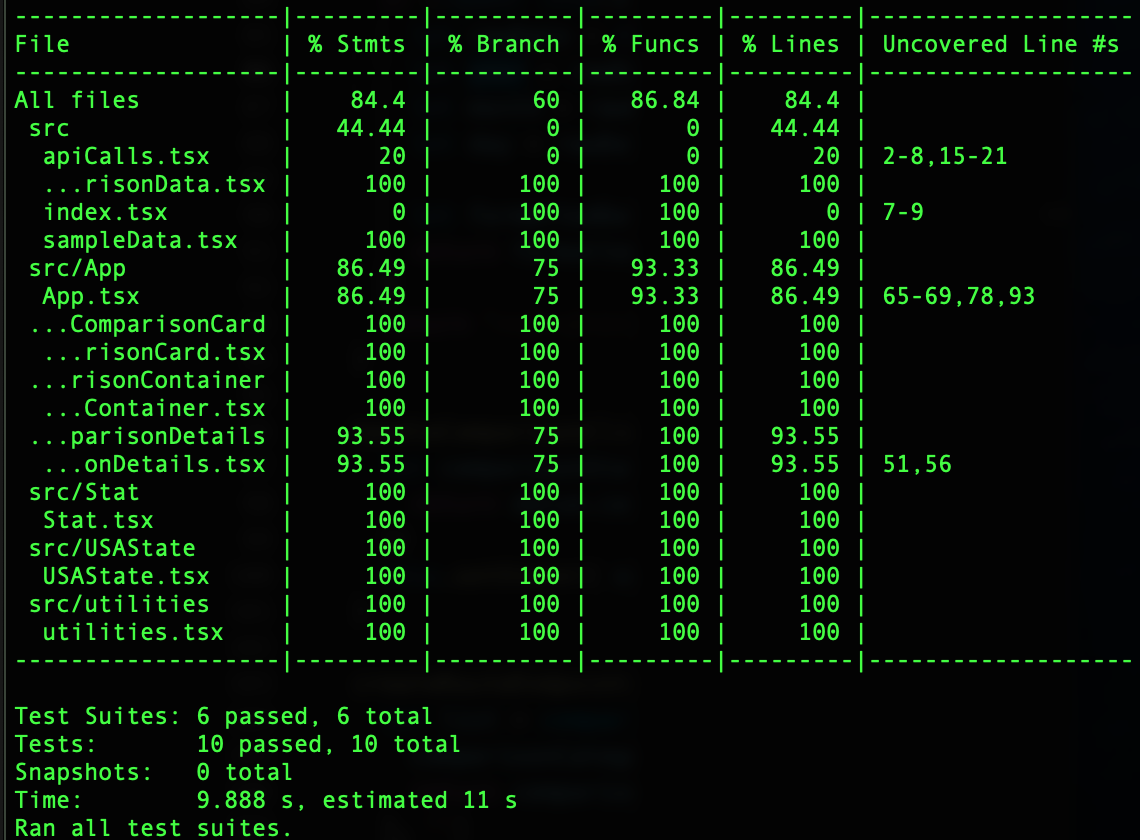 -------------------|---------|----------|---------|---------|-------------------
File               | % Stmts | % Branch | % Funcs | % Lines | Uncovered Line #s
-------------------|---------|----------|---------|---------|-------------------
All files          |    84.4 |       60 |   86.84 |    84.4 |
 src               |   44.44 |        0 |       0 |   44.44 |
  apiCalls.tsx     |      20 |        0 |       0 |      20 | 2-8,15-21
  ...risonData.tsx |     100 |      100 |     100 |     100 |
  index.tsx        |       0 |      100 |     100 |       0 | 7-9
  sampleData.tsx   |     100 |      100 |     100 |     100 |
 src/App           |   86.49 |       75 |   93.33 |   86.49 |
  App.tsx          |   86.49 |       75 |   93.33 |   86.49 | 65-69,78,93
 ...ComparisonCard |     100 |      100 |     100 |     100 |
  ...risonCard.tsx |     100 |      100 |     100 |     100 |
 ...risonContainer |     100 |      100 |     100 |     100 |
  ...Container.tsx |     100 |      100 |     100 |     100 |
 ...parisonDetails |   93.55 |       75 |     100 |   93.55 |
  ...onDetails.tsx |   93.55 |       75 |     100 |   93.55 | 51,56
 src/Stat          |     100 |      100 |     100 |     100 |
  Stat.tsx         |     100 |      100 |     100 |     100 |
 src/USAState      |     100 |      100 |     100 |     100 |
  USAState.tsx     |     100 |      100 |     100 |     100 |
 src/utilities     |     100 |      100 |     100 |     100 |
  utilities.tsx    |     100 |      100 |     100 |     100 |
-------------------|---------|----------|---------|---------|-------------------
Test Suites: 6 passed, 6 total
Tests:       10 passed, 10 total
Snapshots:   0 total
Time:        9.888 s, estimated 11 s
Ran all test suites.